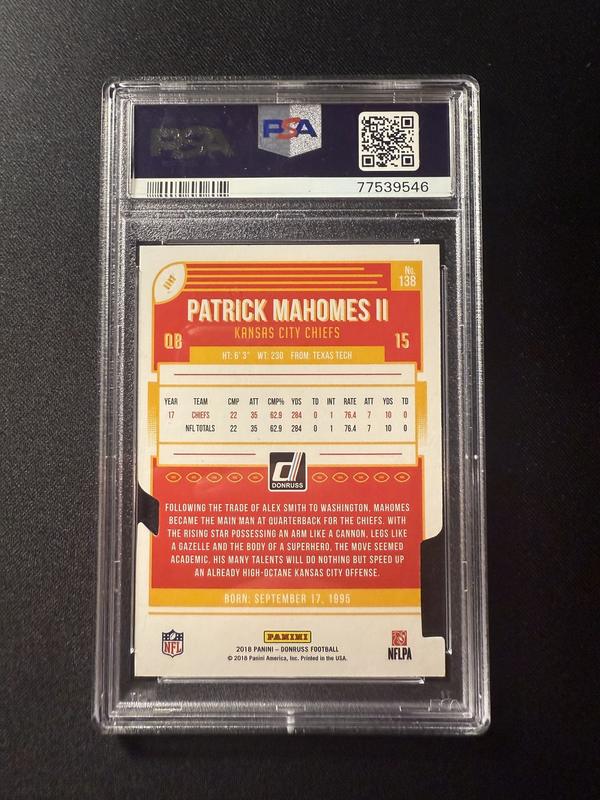 PSA
PSA
77539546
No.
138
PATRICK MAHOMES II
KANSAS CITY CHIEFS
QB
15
HT: 6' 3" WT: 230 FROM: TEXAS TECH
YEAR TEAM CMP ATT CMP% YDS TD INT RATE ATT YDS TD
17 CHIEFS 22 35 62.9 284 0 1 76.4 7 10 0
NFL TOTALS 22 35 62.9 284 0 1 76.4 7 10 0
d
DONRUSS
FOLLOWING THE TRADE OF ALEX SMITH TO WASHINGTON, MAHOMES
BECAME THE MAIN MAN AT QUARTERBACK FOR THE CHIEFS. WITH
THE RISING STAR POSSESSING AN ARM LIKE A CANNON, LEGS LIKE
A GAZELLE AND THE BODY OF A SUPERHERO, THE MOVE SEEMED
ACADEMIC. HIS MANY TALENTS WILL DO NOTHING BUT SPEED UP
AN ALREADY HIGH-OCTANE KANSAS CITY OFFENSE.
BORN: SEPTEMBER 17, 1995
NFL
PANINI
2018 PANINI – DONRUSS FOOTBALL
© 2018 Panini America, Inc. Printed in the USA.
NFLPA
PSA